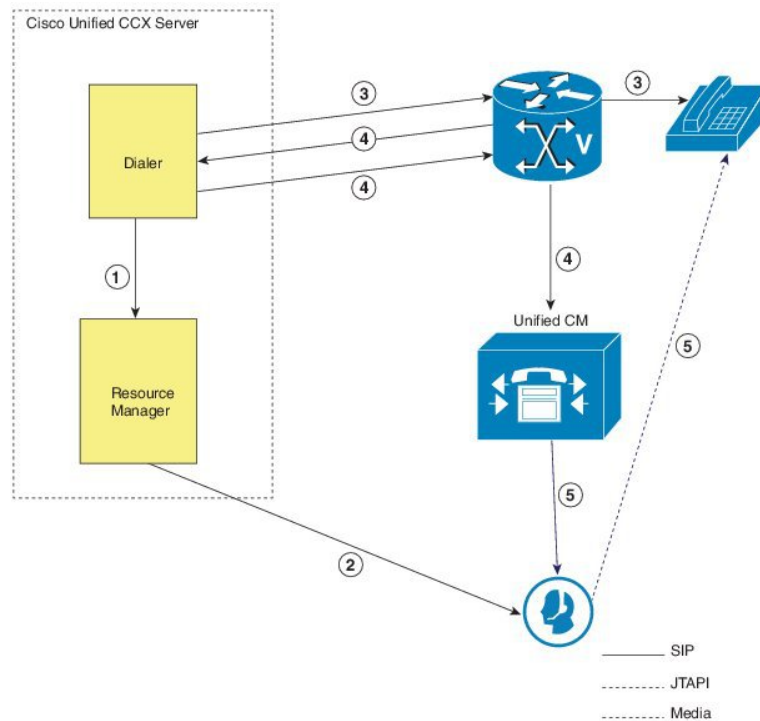 Cisco Unified CCX Server
3
3
4
Dialer
V
4
4
1
Unified CM
Resource
Manager
5
5
2
SIP
JTAPI
Media